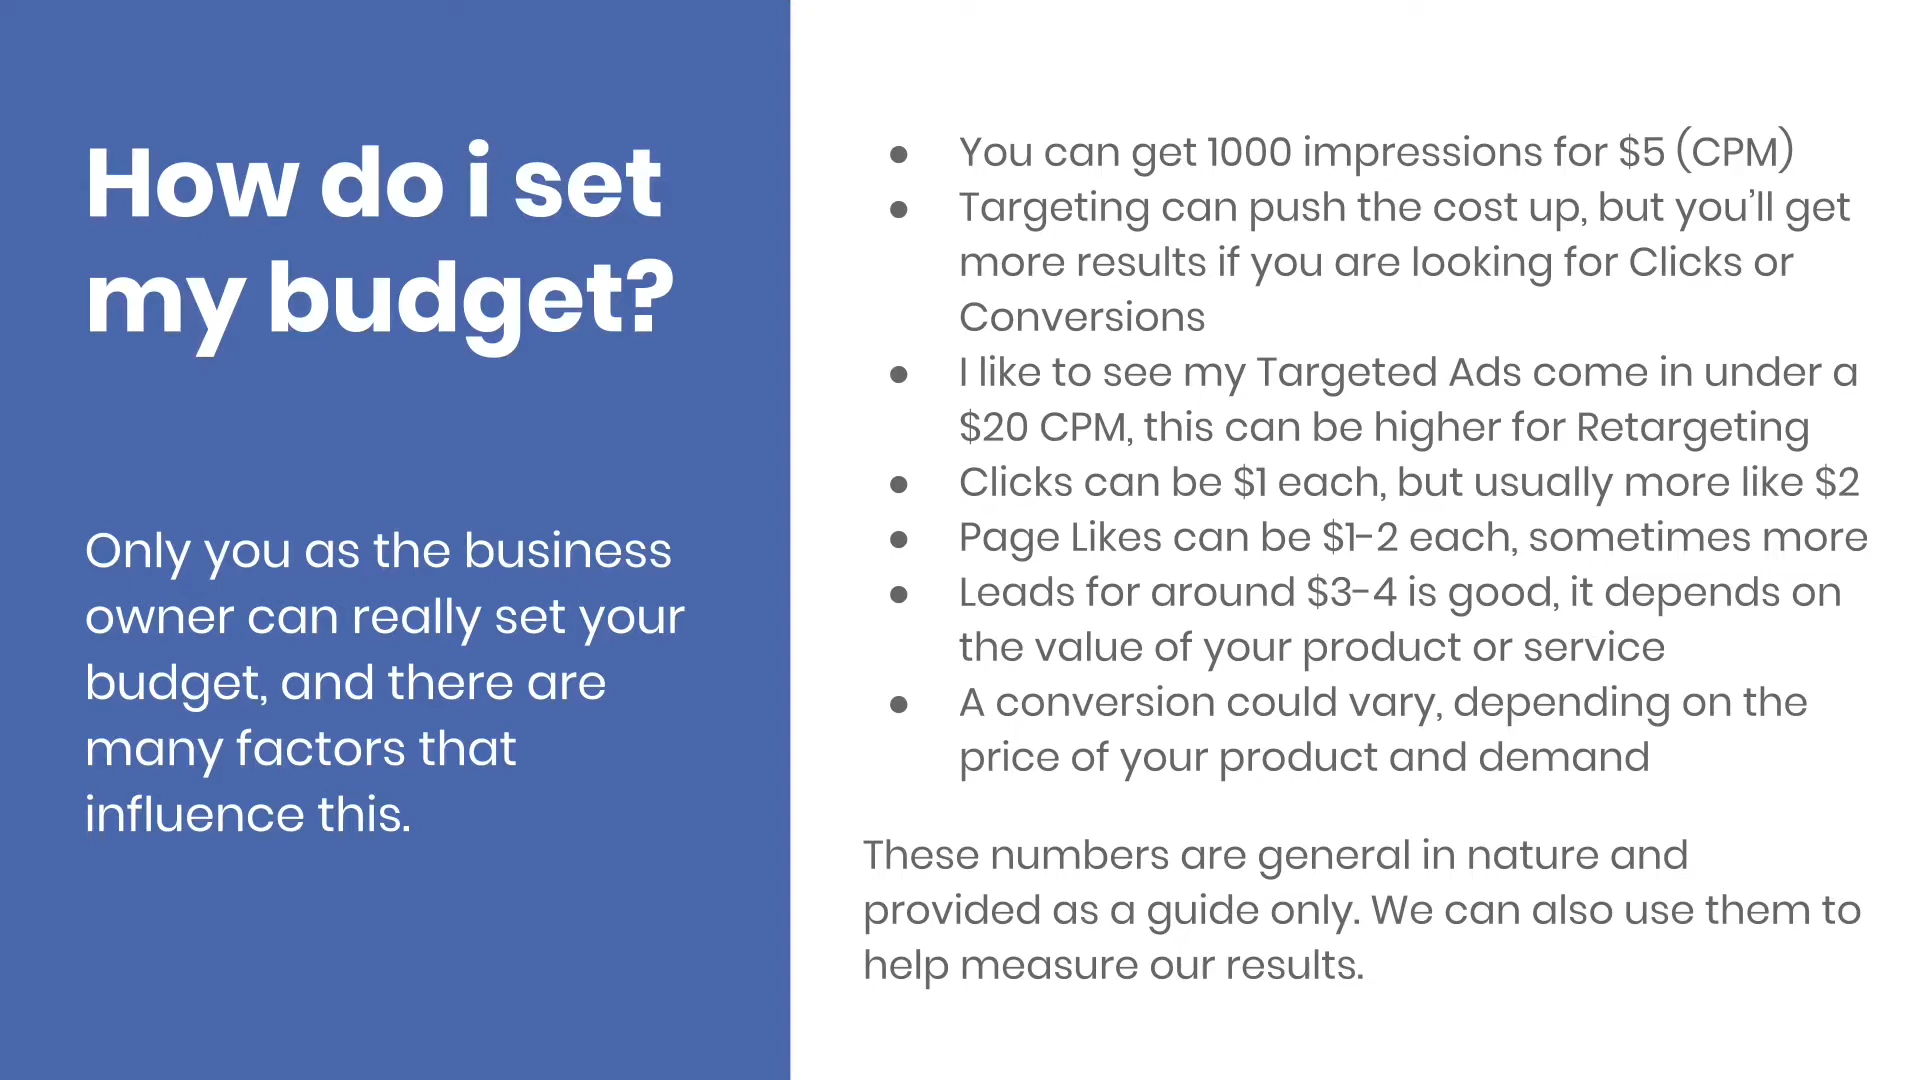 How do i set
my budget?
Only you as the business
owner can really set your
budget, and there are
many factors that
influence this.
● You can get 1000 impressions for $5 (CPM)
● Targeting can push the cost up, but you’ll get
more results if you are looking for Clicks or
Conversions
● I like to see my Targeted Ads come in under a
$20 CPM, this can be higher for Retargeting
● Clicks can be $1 each, but usually more like $2
● Page Likes can be $1-2 each, sometimes more
● Leads for around $3-4 is good, it depends on
the value of your product or service
● A conversion could vary, depending on the
price of your product and demand
These numbers are general in nature and
provided as a guide only. We can also use them to
help measure our results.